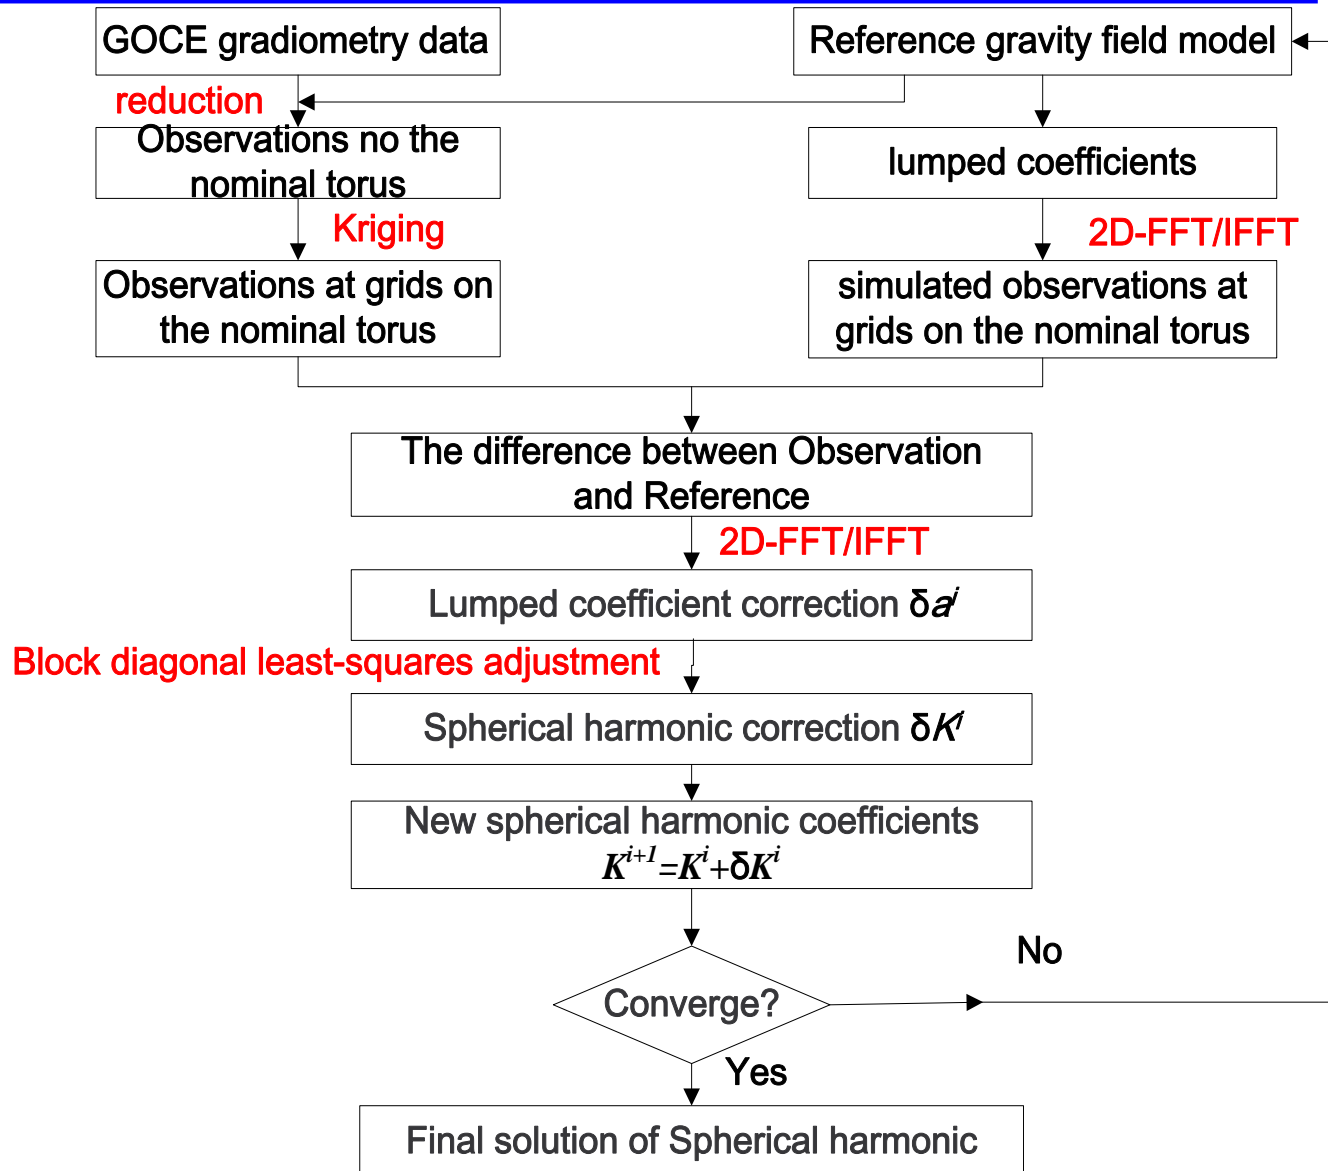 GOCE gradiometry data
Reference gravity field model
reduction
Observations no the
nominal torus
lumped coefficients
Kriging
2D-FFT/IFFT
Observations at grids on
the nominal torus
simulated observations at
grids on the nominal torus
The difference between Observation
and Reference
2D-FFT/IFFT
Lumped coefficient correction δaⁱ
Block diagonal least-squares adjustment
Spherical harmonic correction δKⁱ
New spherical harmonic coefficients
Kⁱ⁺¹=Kⁱ+δKⁱ
No
Converge?
Yes
Final solution of Spherical harmonic